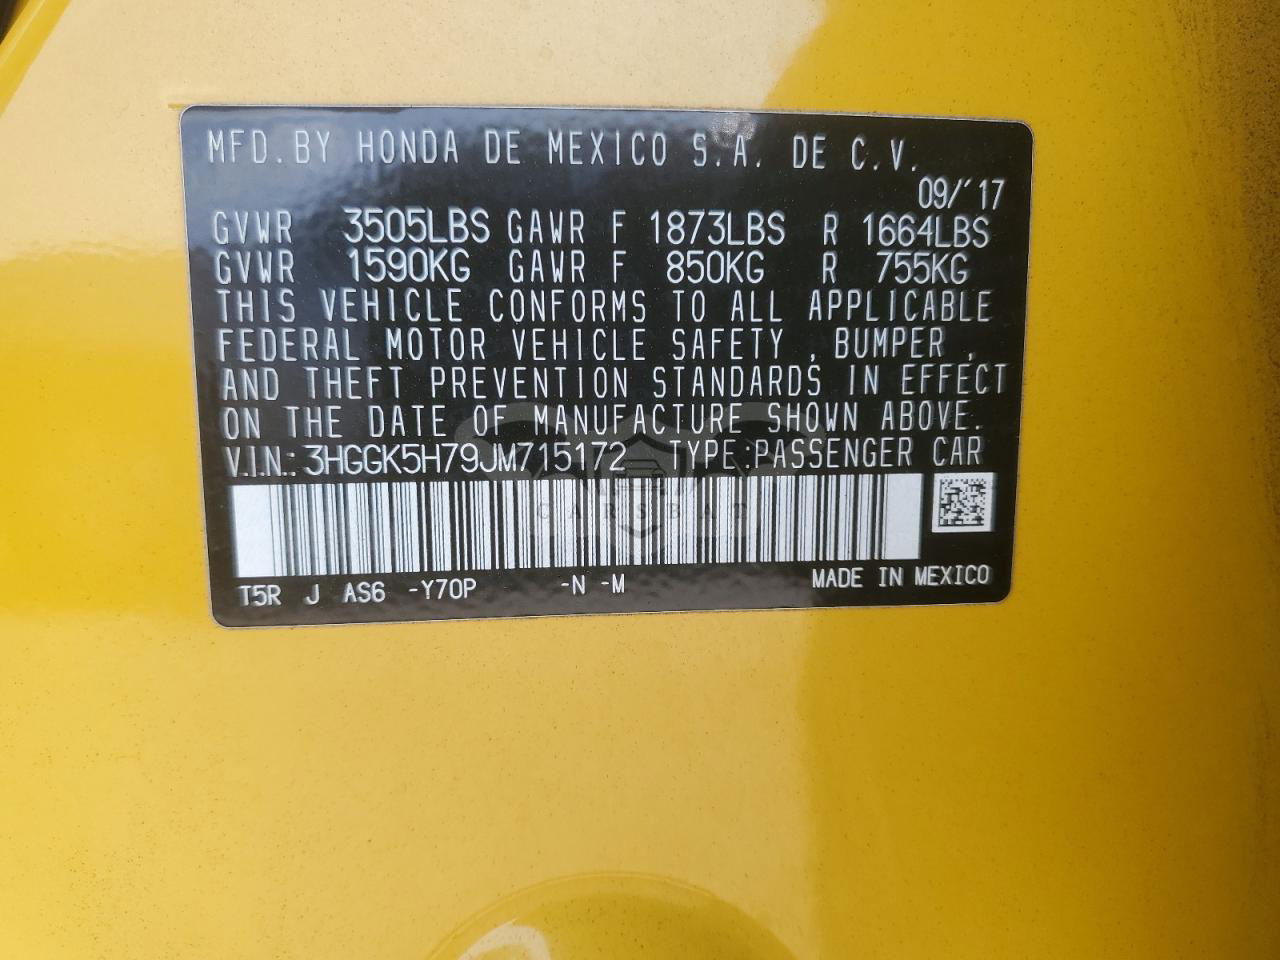 MFD.BY HONDA DE MEXICO S.A. DE C.V.
09/'17
GVWR 3505LBS GAWR F 1873LBS R 1664LBS
GVWR 1590KG GAWR F 850KG R 755KG
THIS VEHICLE CONFORMS TO ALL APPLICABLE
FEDERAL MOTOR VEHICLE SAFETY , BUMPER ,
AND THEFT PREVENTION STANDARDS IN EFFECT
ON THE DATE OF MANUFACTURE SHOWN ABOVE.
V.I.N.: 3HGGK5H79JM715172 TYPE:PASSENGER CAR
CARSBAD
T5R J AS6 -Y70P -N -M MADE IN MEXICO